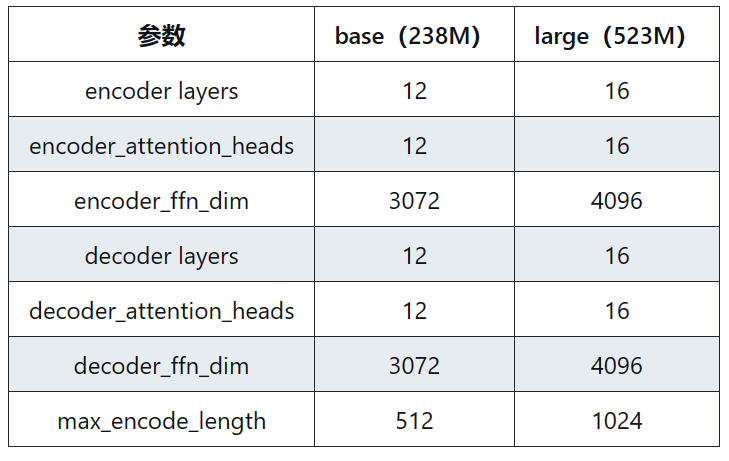 参数 base（238M） large（523M）
encoder layers 12 16
encoder_attention_heads 12 16
encoder_ffn_dim 3072 4096
decoder layers 12 16
decoder_attention_heads 12 16
decoder_ffn_dim 3072 4096
max_encode_length 512 1024